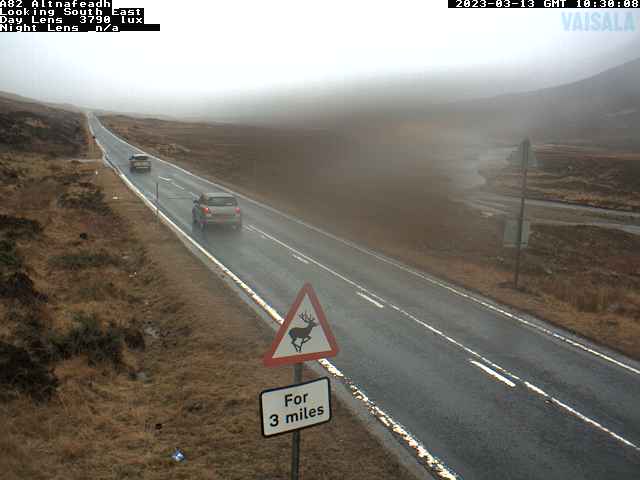 A82 Altnafeadh
Looking South East
Day Lens 3790 lux
Night Lens n/a
2023-03-13 GMT 10:30:08
VAISALA
For
3 miles